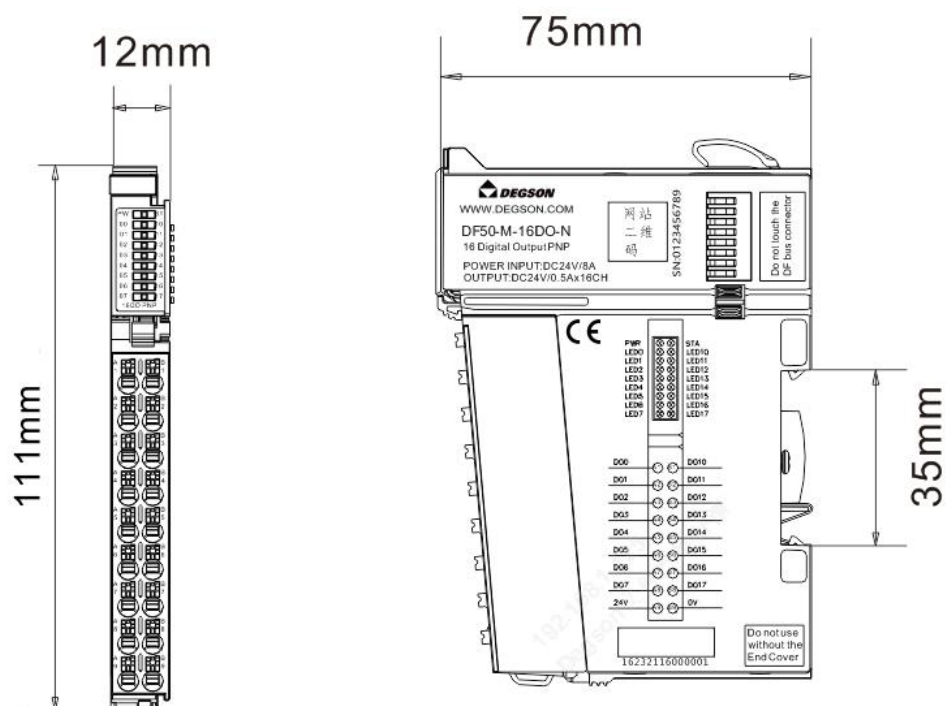 12mm
75mm
111mm
35mm
DEGSON
WWW.DEGSON.COM
DF50-M-16DO-N
16 Digital OutputPNP
POWER INPUT:DC24V/8A
OUTPUT:DC24V/0.5Ax16CH
网站
二维
码
SN:0123456789
Do not touch the
DF bus connector
CE
PWR STA
LED0 LED10
LED1 LED11
LED2 LED12
LED3 LED13
LED4 LED14
LED5 LED15
LED6 LED16
LED7 LED17
DO0 DO10
DO1 DO11
DO2 DO12
DO3 DO13
DO4 DO14
DO5 DO15
DO6 DO16
DO7 DO17
24V 0V
16232116000001
Do not use
without the
End Cover
16DO-PNP